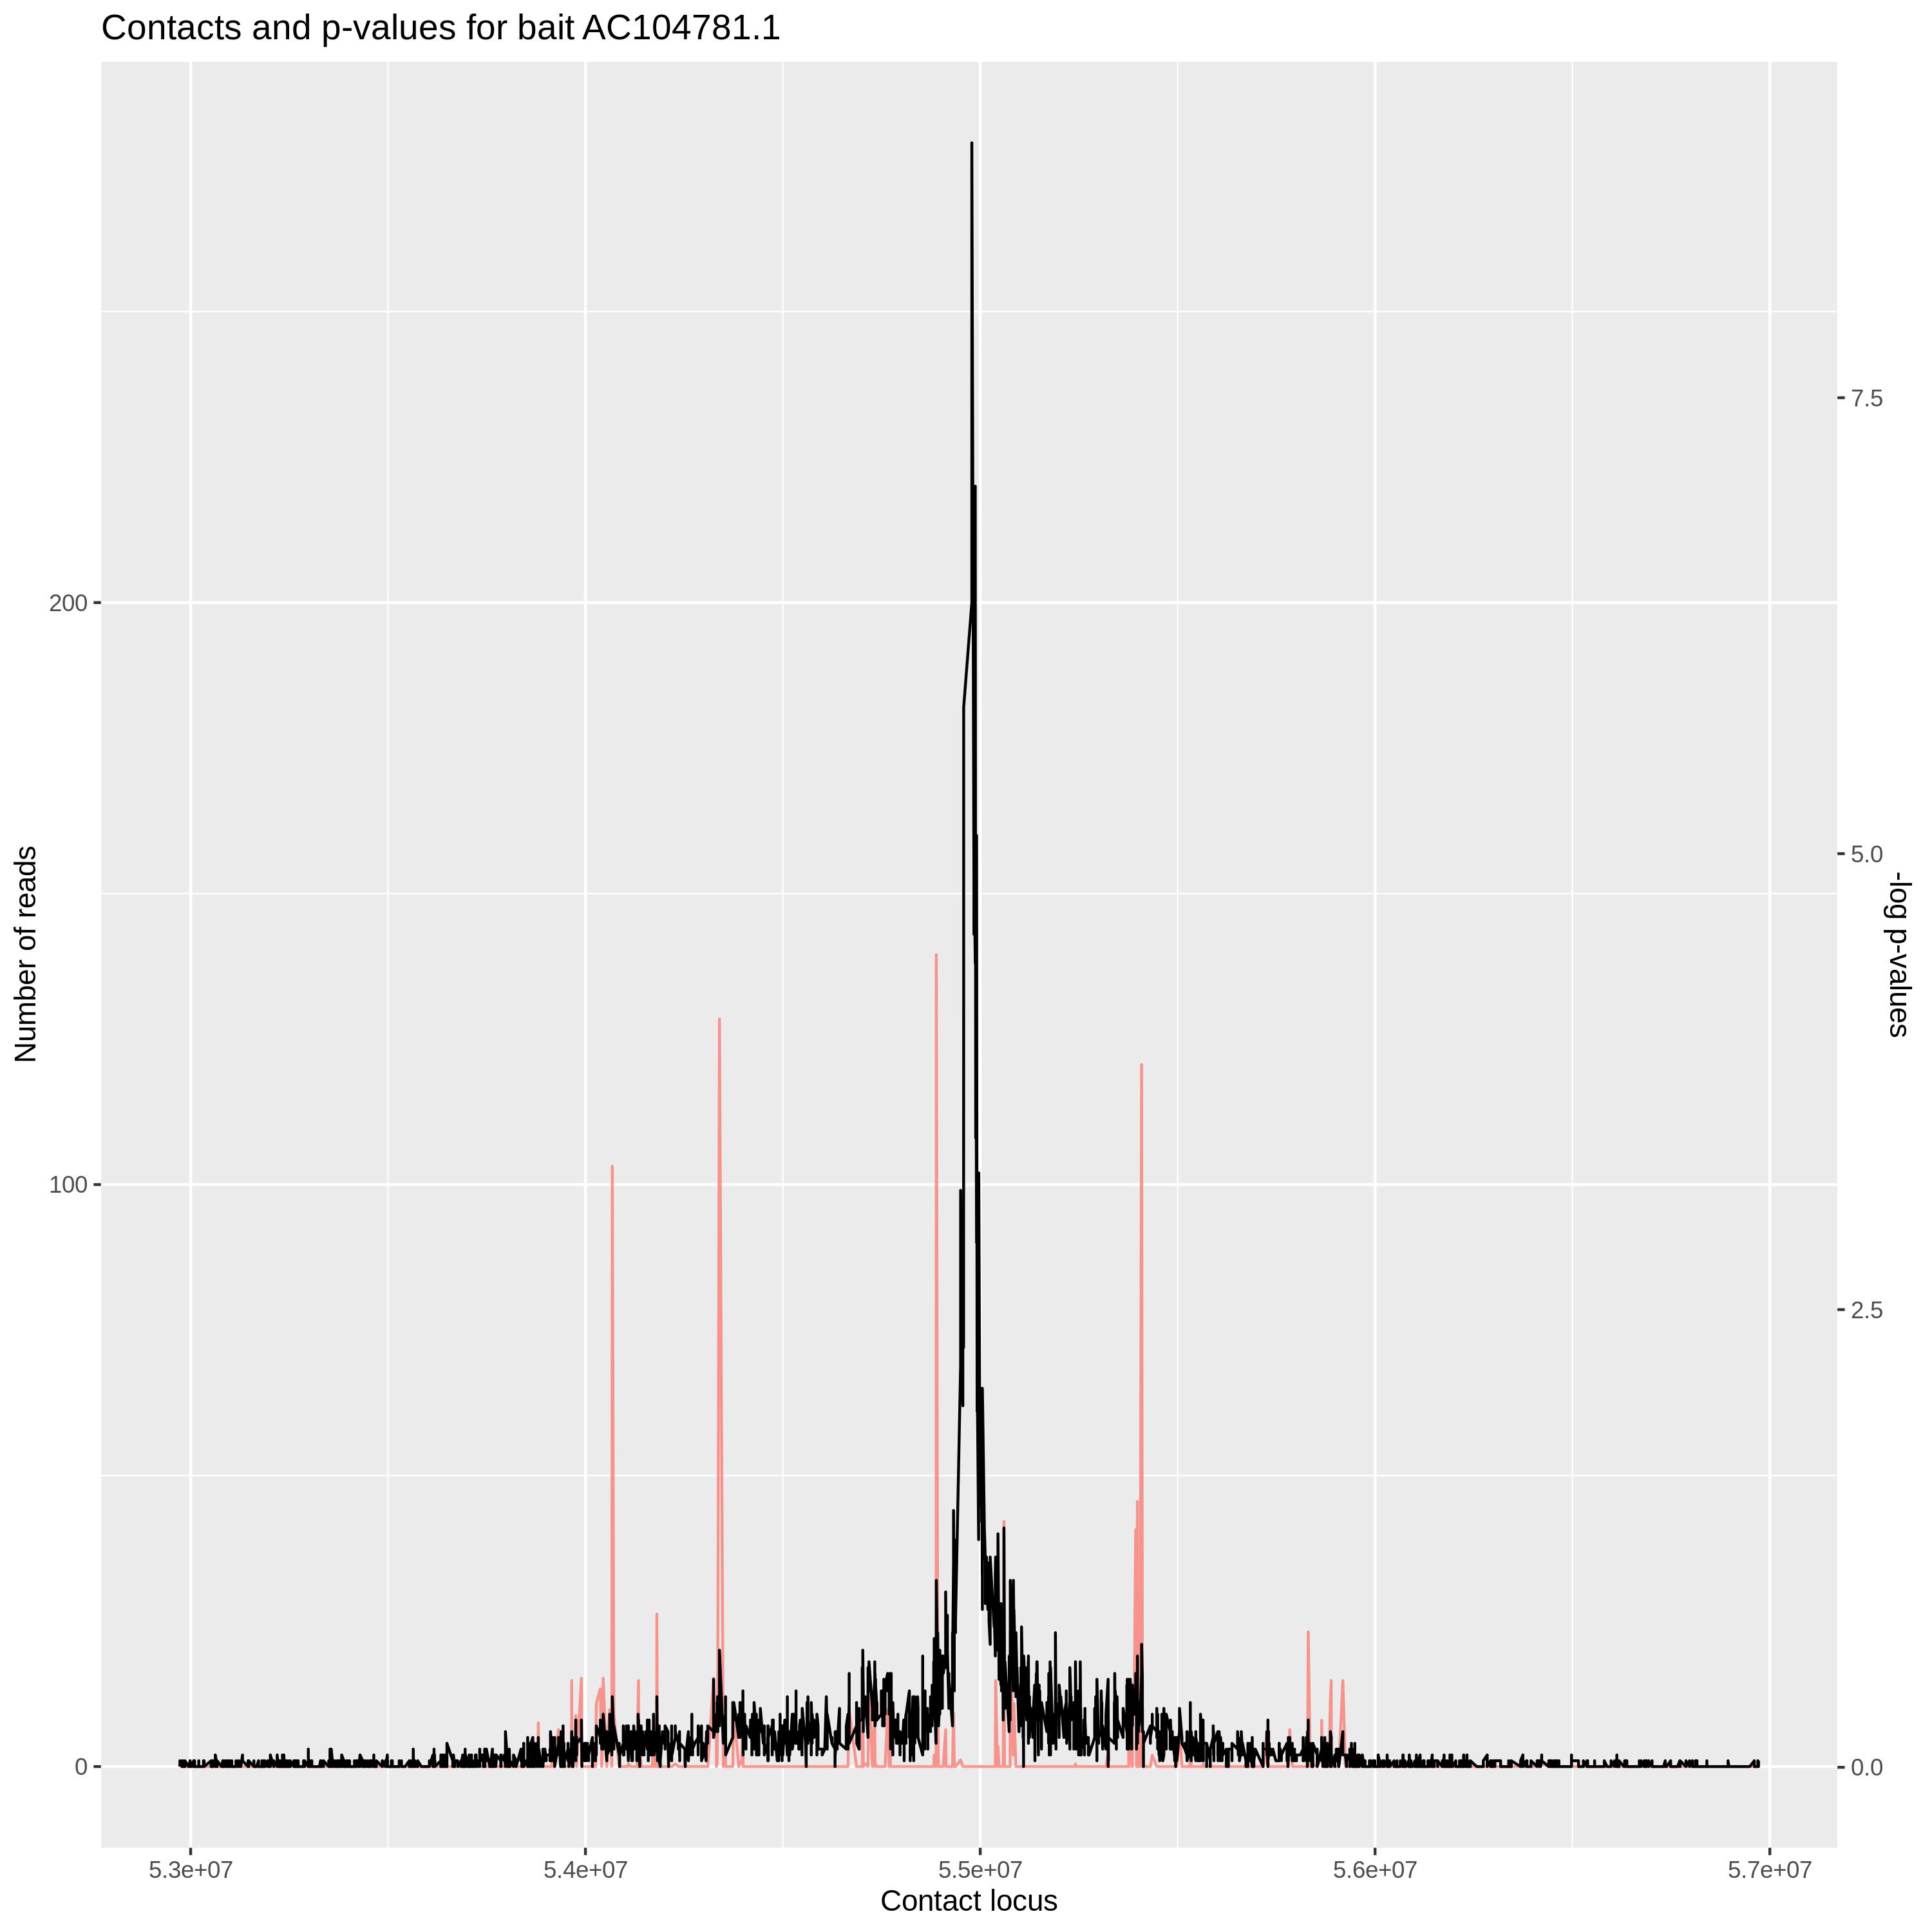 Contacts and p-values for bait AC104781.1
Number of reads
200
100
0
7.5
5.0
2.5
0.0
-log p-values
5.3e+07 5.4e+07 5.5e+07 5.6e+07 5.7e+07
Contact locus